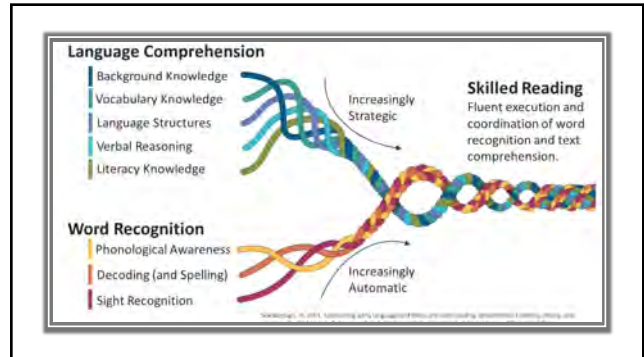 Language Comprehension
Background Knowledge
Vocabulary Knowledge
Language Structures
Verbal Reasoning
Literacy Knowledge
Increasingly
Strategic
Skilled Reading
Fluent execution and
coordination of word
recognition and text
comprehension.
Word Recognition
Phonological Awareness
Decoding (and Spelling)
Sight Recognition
Increasingly
Automatic